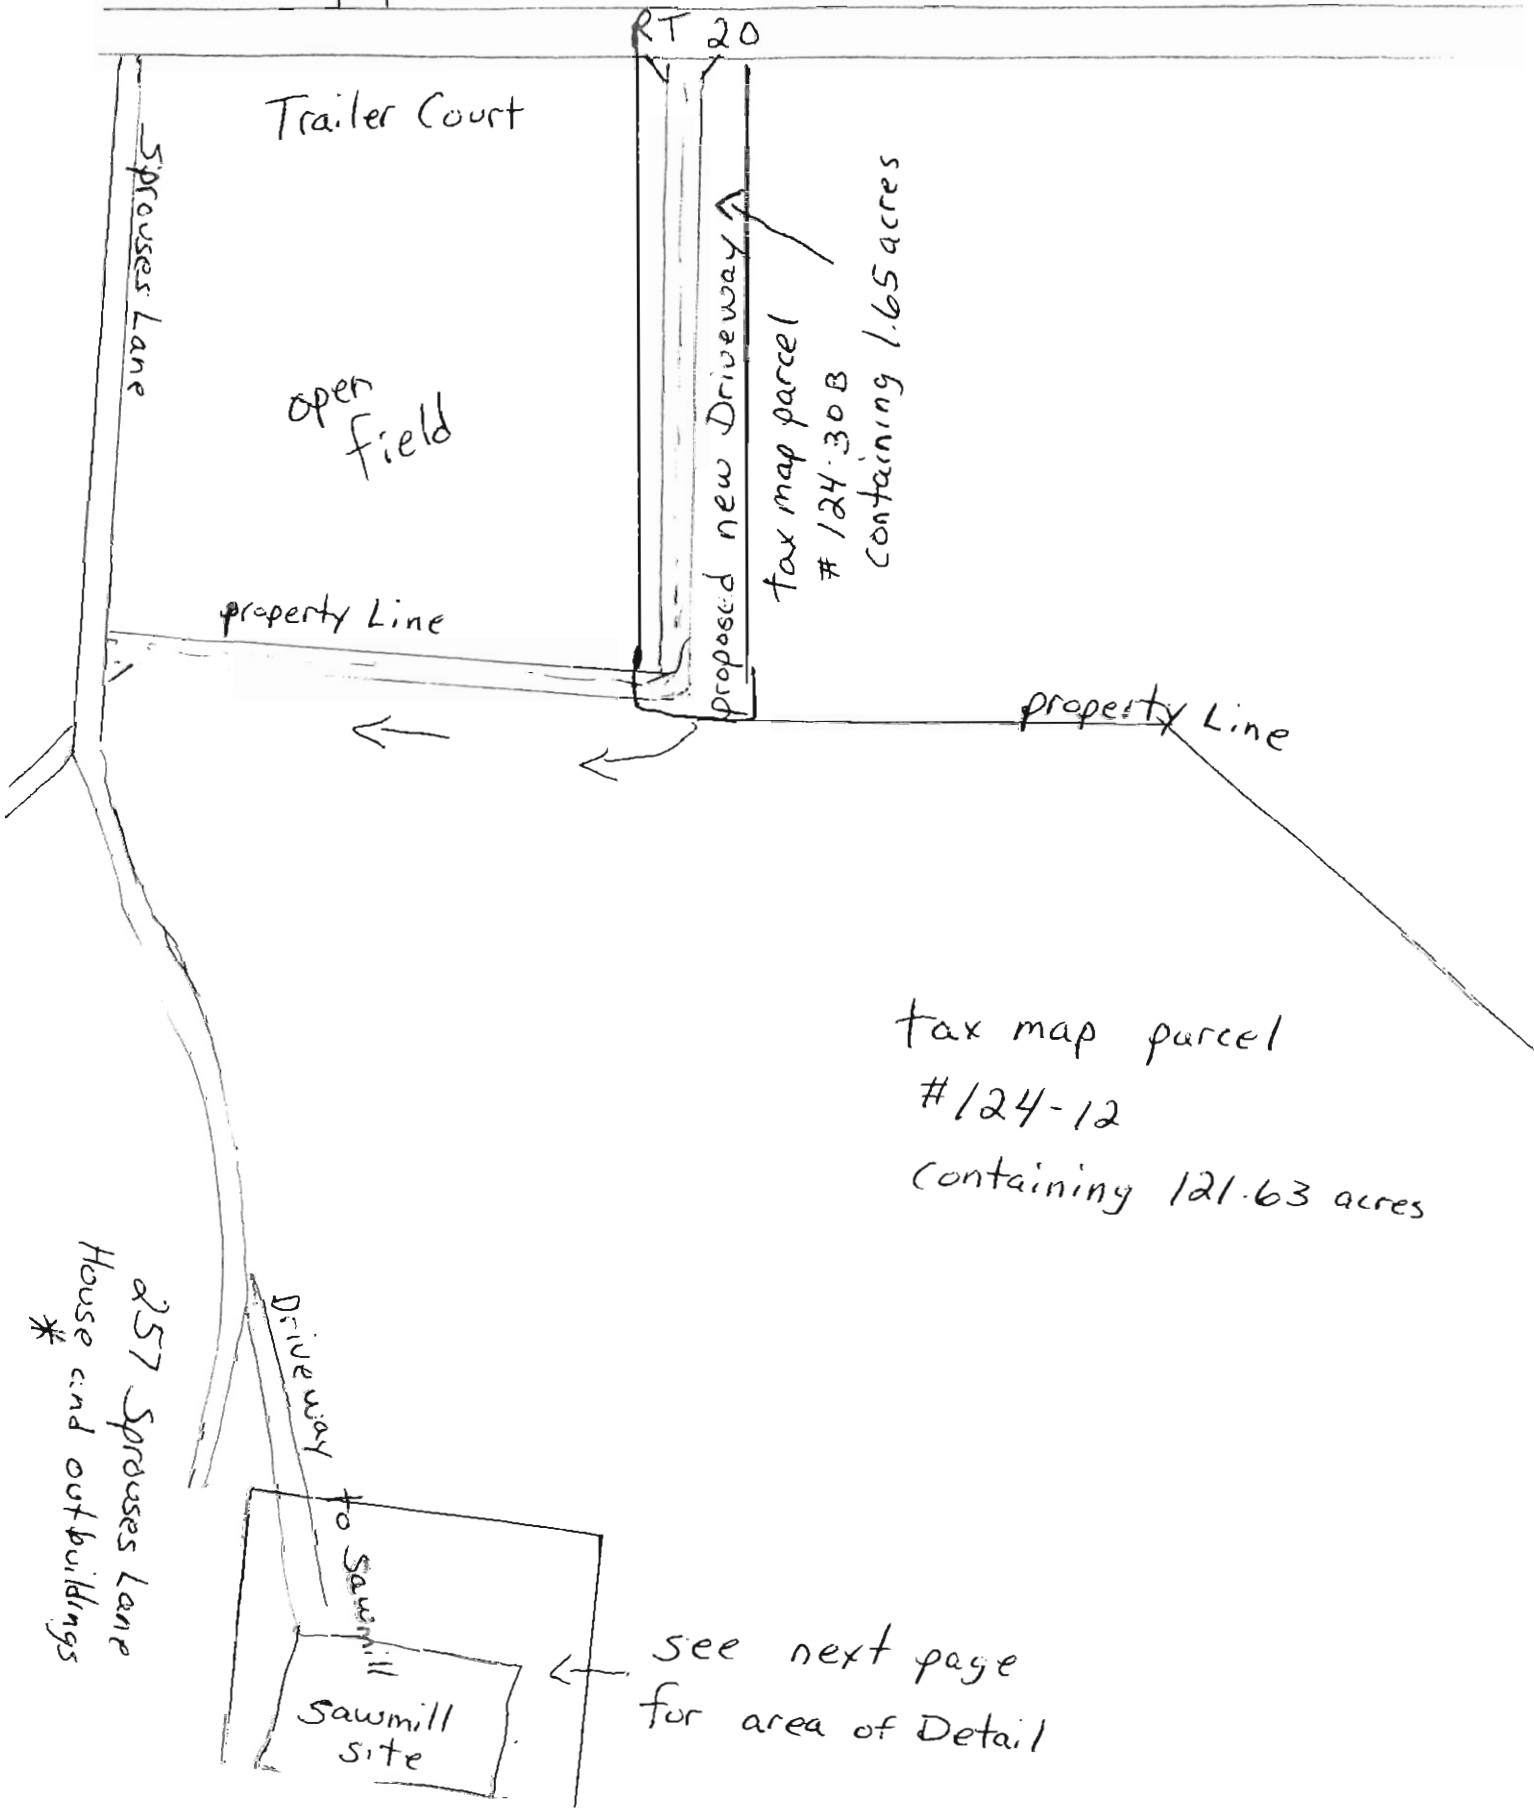 RT 20
Trailer Court
Sprouses Lane
open
field
proposed new Driveway
tax map parcel
# 124-30B
containing 1.65 acres
property Line
property Line
tax map parcel
#124-12
containing 121.63 acres
257 Sprouses Lane
House and outbuildings
*
Driveway to Sawmill
see next page
for area of Detail
sawmill
site